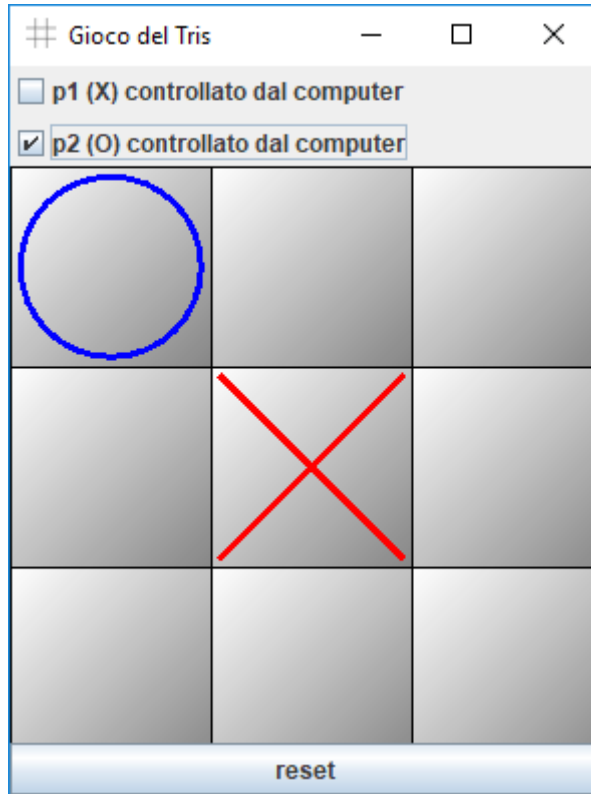 Gioco del Tris
p1 (X) controllato dal computer
p2 (O) controllato dal computer
reset